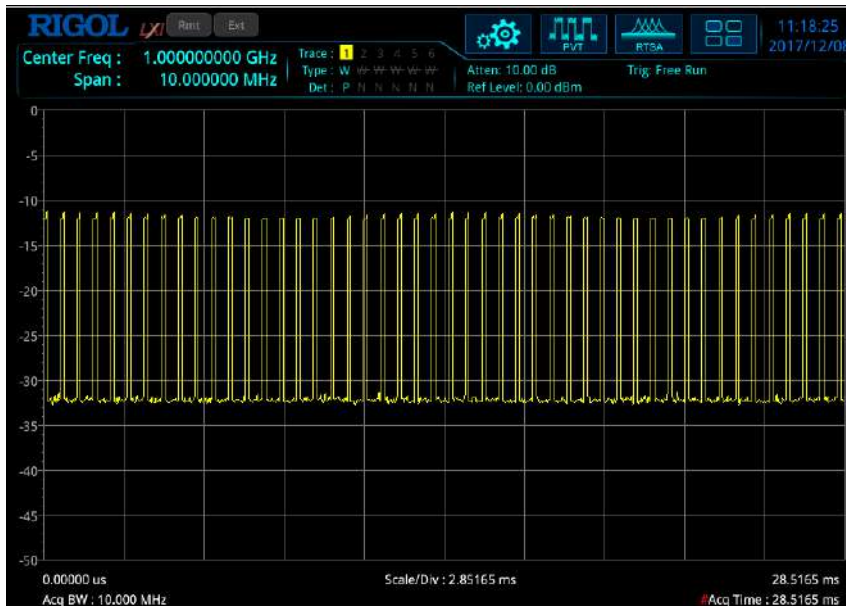 RIGOL LXI Rmt Ext
PVT RTSA
11:18:25
2017/12/08
Center Freq : 1.000000000 GHz
Span : 10.000000 MHz
Trace : 1 2 3 4 5 6
Type : W W W W W W
Det : P N N N N N
Atten: 10.00 dB
Ref Level: 0.00 dBm
Trig: Free Run
0
-5
-10
-15
-20
-25
-30
-35
-40
-45
-50
0.00000 us Scale/Div : 2.85165 ms 28.5165 ms
Acq BW : 10.000 MHz #Acq Time : 28.5165 ms